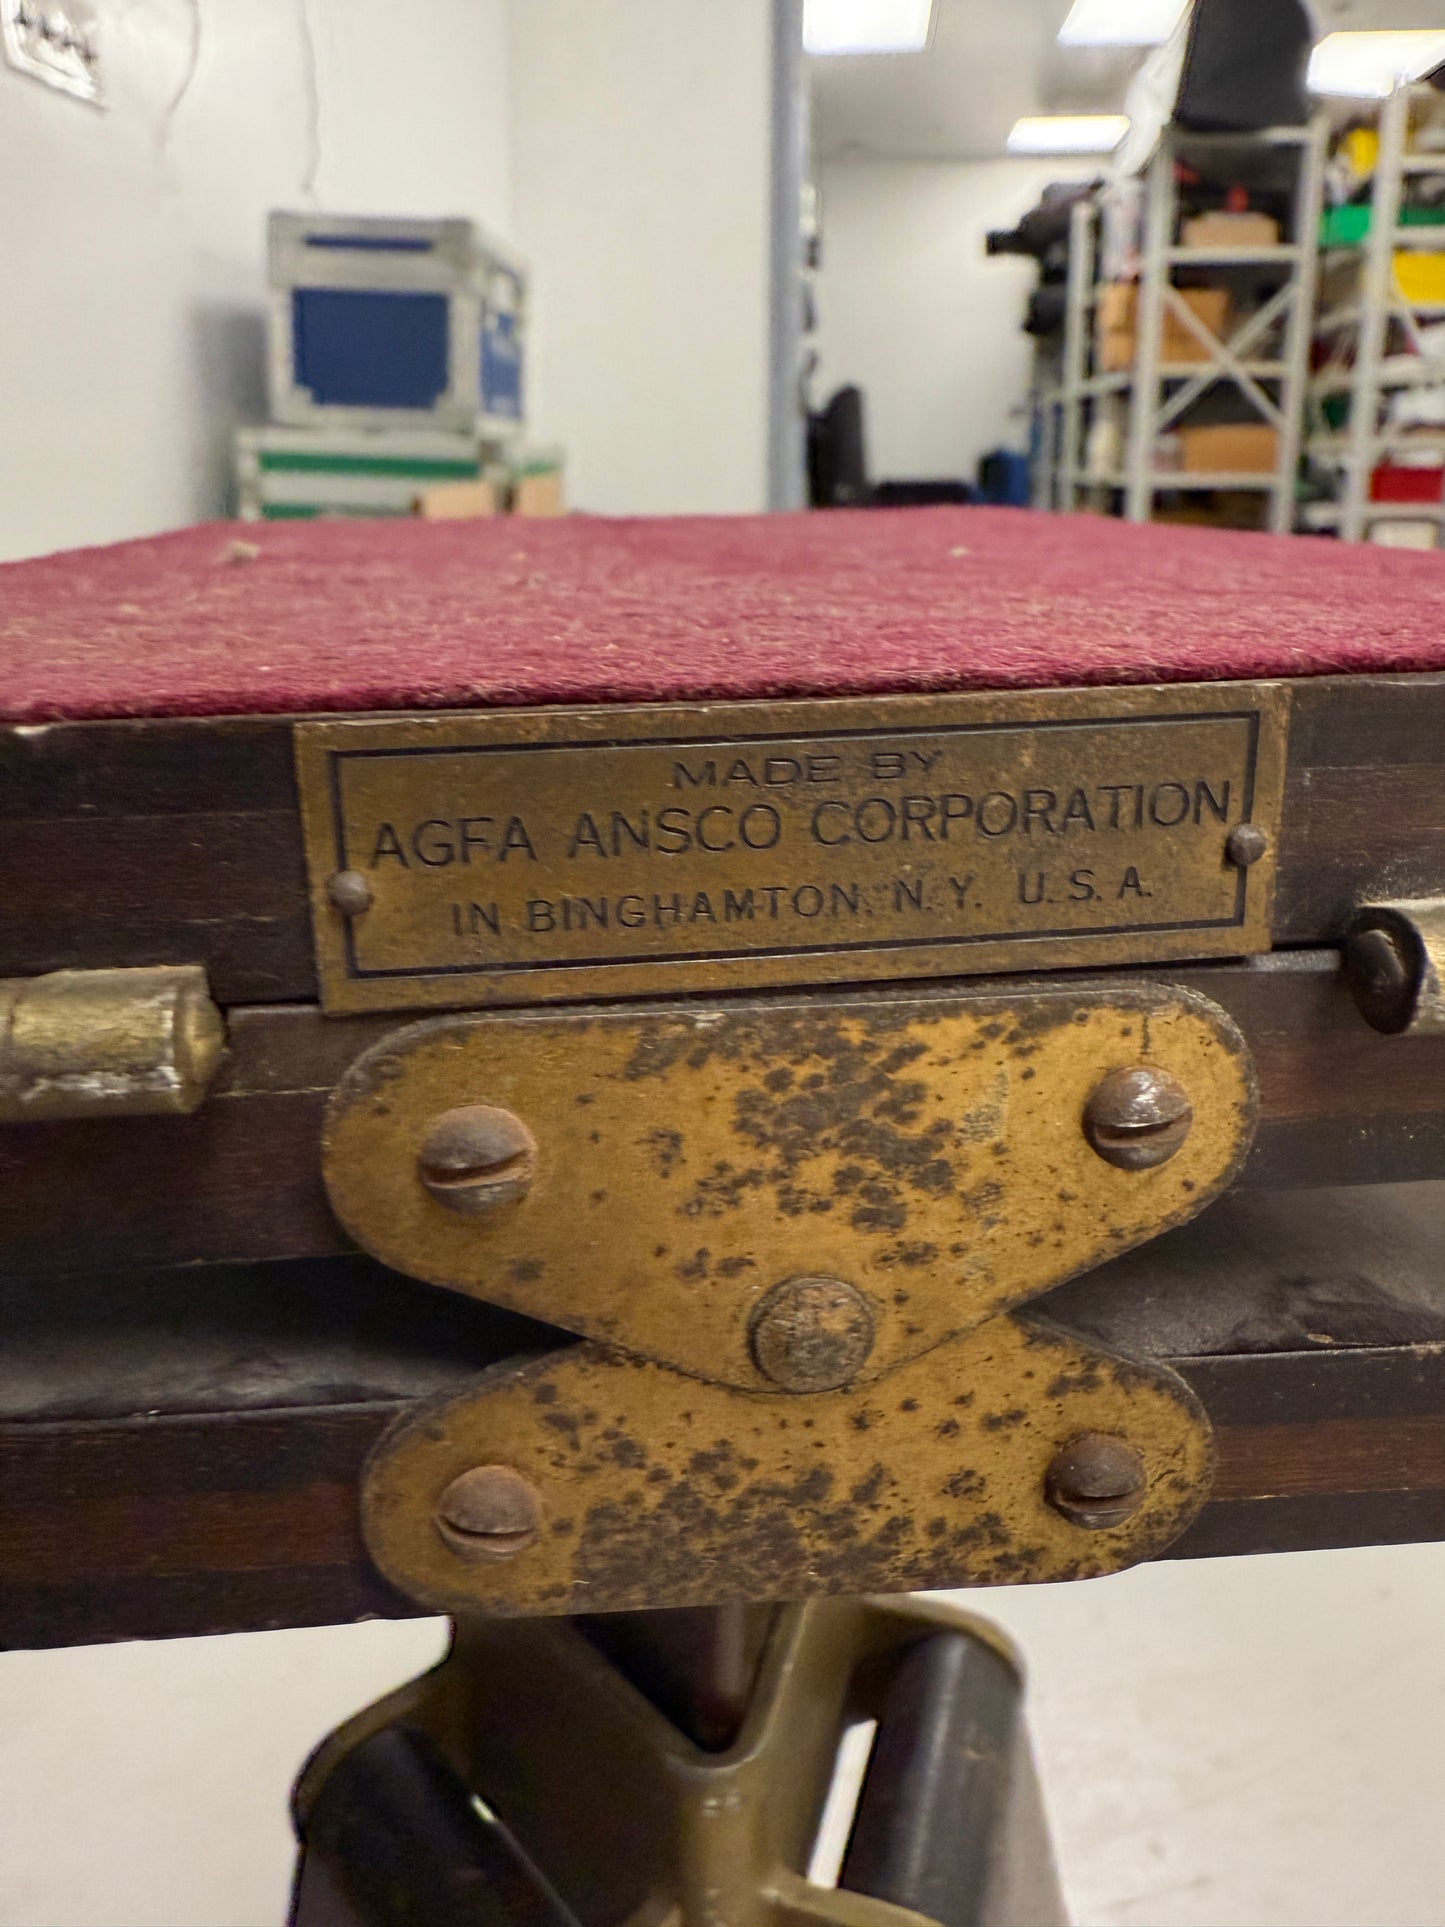 MADE BY
AGFA ANSCO CORPORATION
IN BINGHAMTON. N.Y. U.S.A.